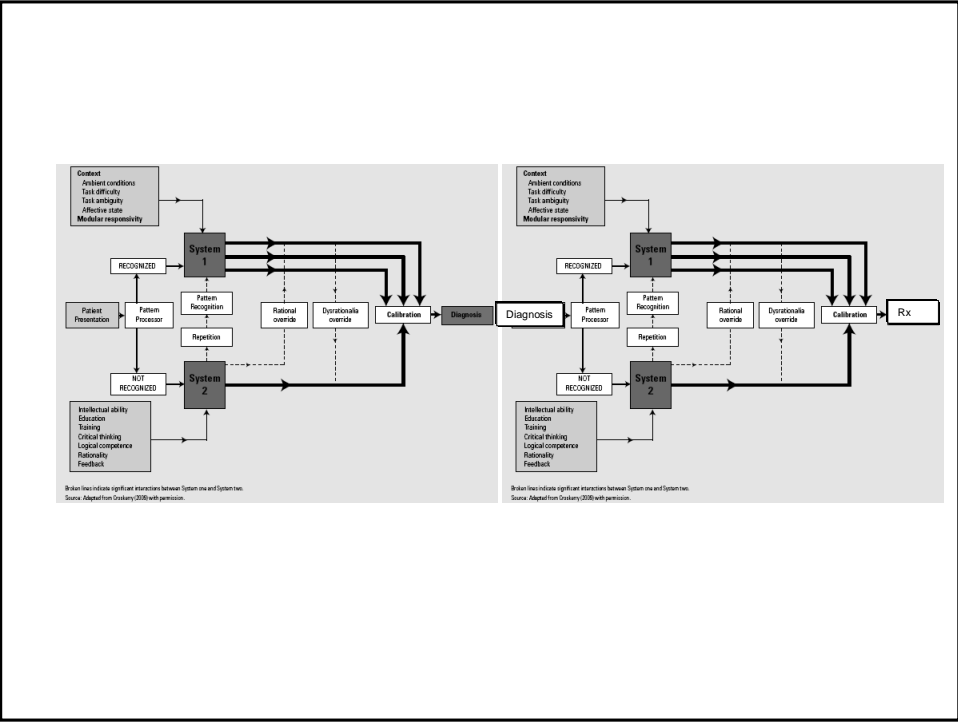 Context
Ambient conditions
Task difficulty
Task ambiguity
Affective state
Modular responsivity
System
1
RECOGNIZED
Pattern
Recognition
Patient
Presentation
Pattern
Processor
Rational
override
Dysrationalia
override
Calibration
Diagnosis
Repetition
NOT
RECOGNIZED
System
2
Intellectual ability
Education
Training
Critical thinking
Logical competence
Rationality
Feedback
Broken lines indicate significant interactions between System one and System two.
Source: Adapted from Croskerry (2009) with permission.
Context
Ambient conditions
Task difficulty
Task ambiguity
Affective state
Modular responsivity
System
1
RECOGNIZED
Pattern
Recognition
Diagnosis
Pattern
Processor
Rational
override
Dysrationalia
override
Calibration
Rx
Repetition
NOT
RECOGNIZED
System
2
Intellectual ability
Education
Training
Critical thinking
Logical competence
Rationality
Feedback
Broken lines indicate significant interactions between System one and System two.
Source: Adapted from Croskerry (2009) with permission.